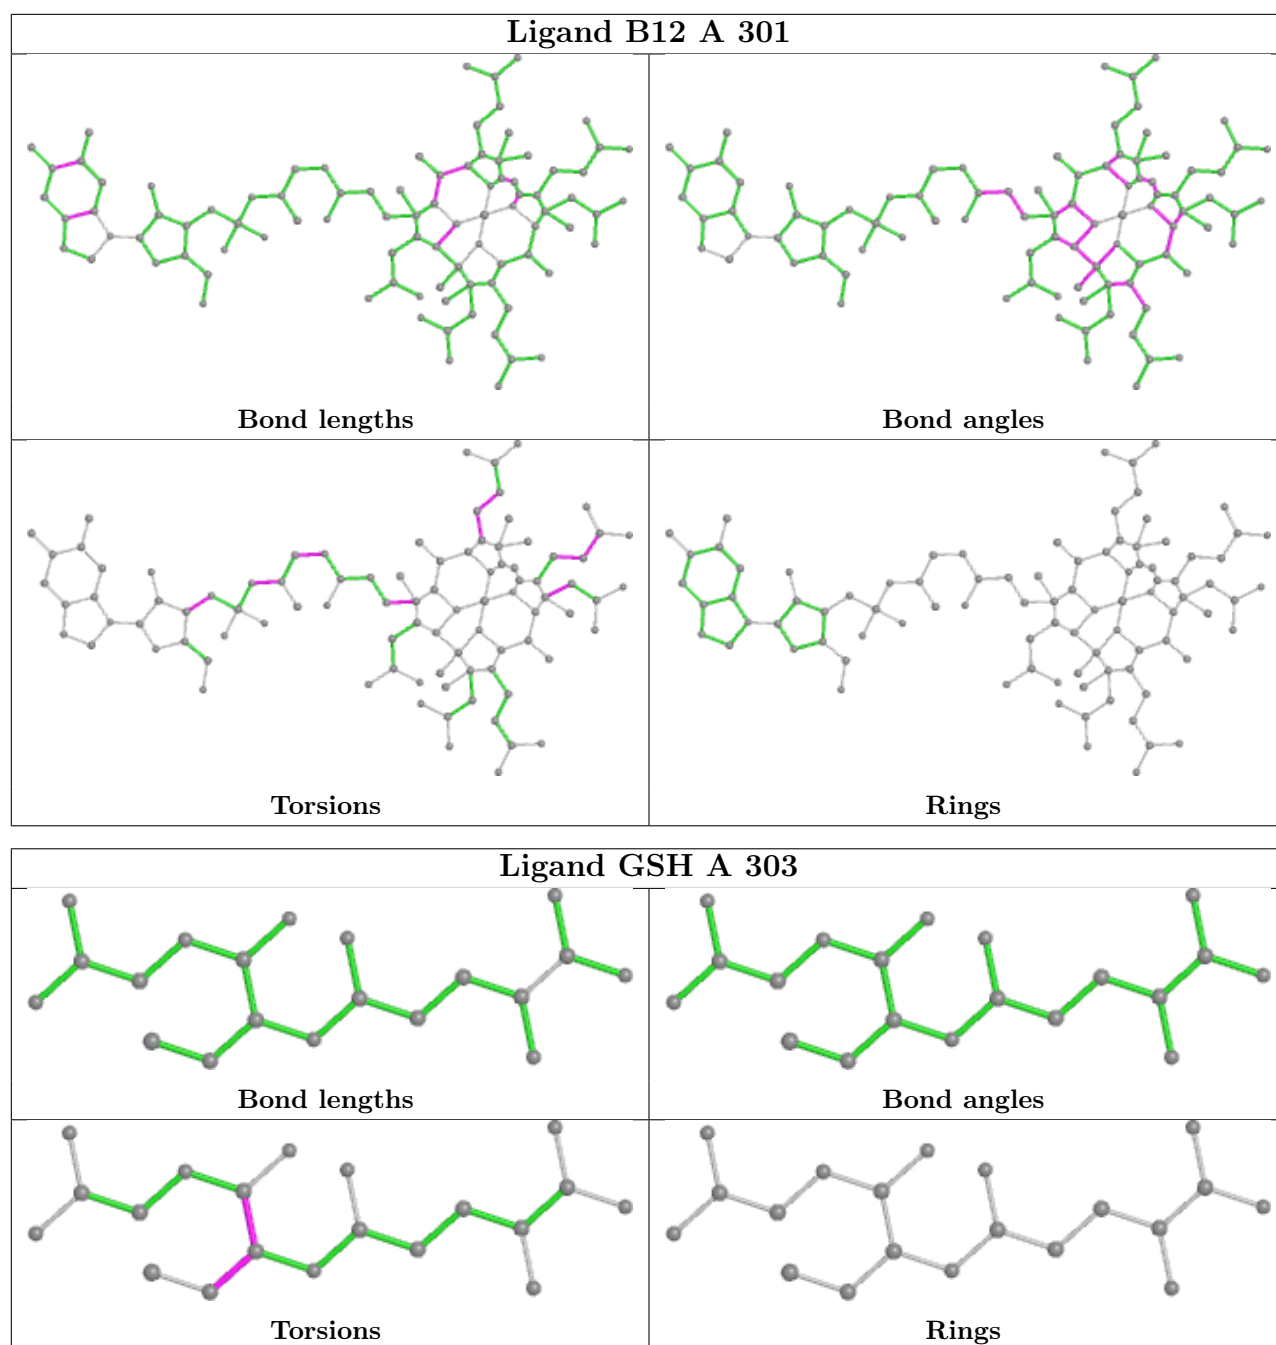 Ligand B12 A 301
Bond lengths
Bond angles
Torsions
Rings
Ligand GSH A 303
Bond lengths
Bond angles
Torsions
Rings